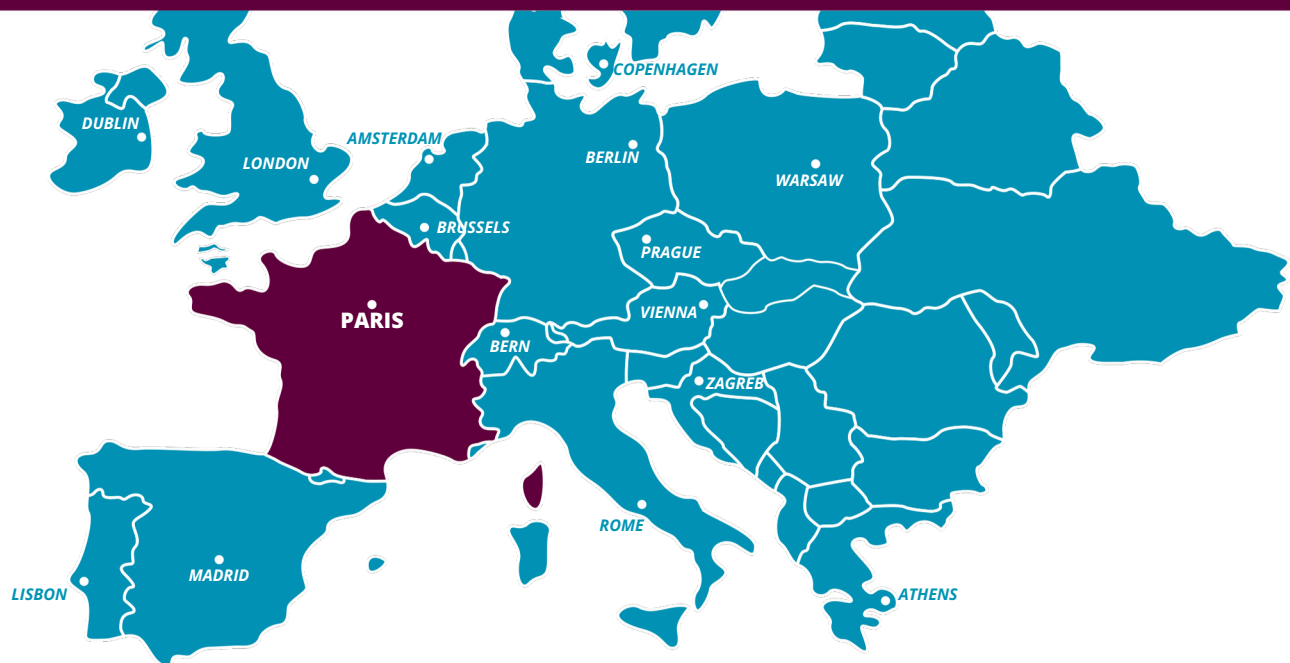 COPENHAGEN
DUBLIN
AMSTERDAM
LONDON
BERLIN
WARSAW
BRUSSELS
PRAGUE
VIENNA
PARIS
BERN
ZAGREB
ROME
MADRID
LISBON
ATHENS